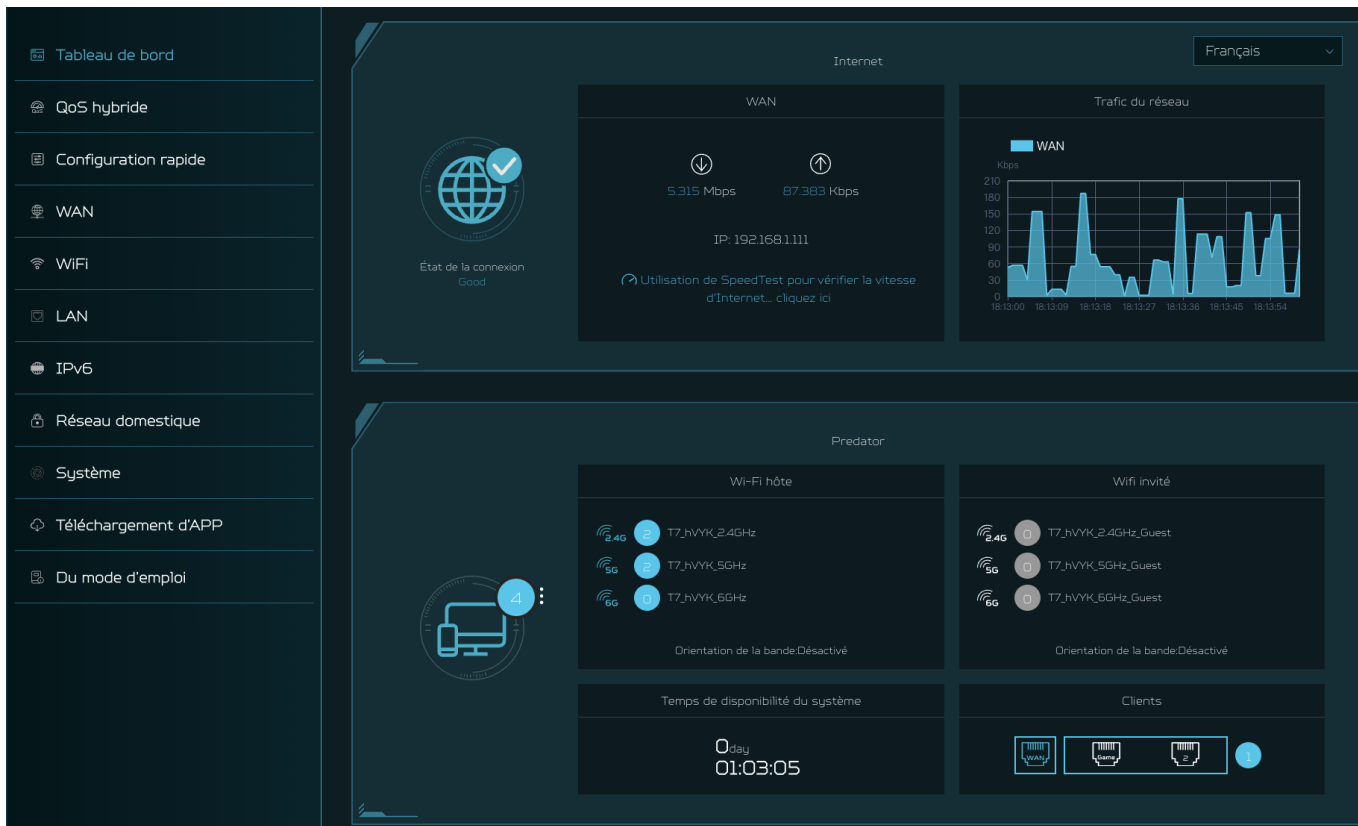 Tableau de bord
QoS hybride
Configuration rapide
WAN
WiFi
LAN
IPv6
Réseau domestique
Système
Téléchargement d'APP
Du mode d'emploi
Français
Internet
WAN
5.315 Mbps
87.383 Kbps
IP: 192.168.1.111
Utilisation de SpeedTest pour vérifier la vitesse
d'Internet... cliquez ici
État de la connexion
Good
Trafic du réseau
WAN
Kbps
210
180
150
120
90
60
30
0
18:13:00 18:13:09 18:13:18 18:13:27 18:13:36 18:13:45 18:13:54
Predator
4
Wi-Fi hôte
2.4G 2 T7_hVYK_2.4GHz
5G 2 T7_hVYK_5GHz
6G 0 T7_hVYK_6GHz
Orientation de la bande:Désactivé
Wifi invité
2.4G 0 T7_hVYK_2.4GHz_Guest
5G 0 T7_hVYK_5GHz_Guest
6G 0 T7_hVYK_6GHz_Guest
Orientation de la bande:Désactivé
Temps de disponibilité du système
0day
01:03:05
Clients
WAN Game 2 1